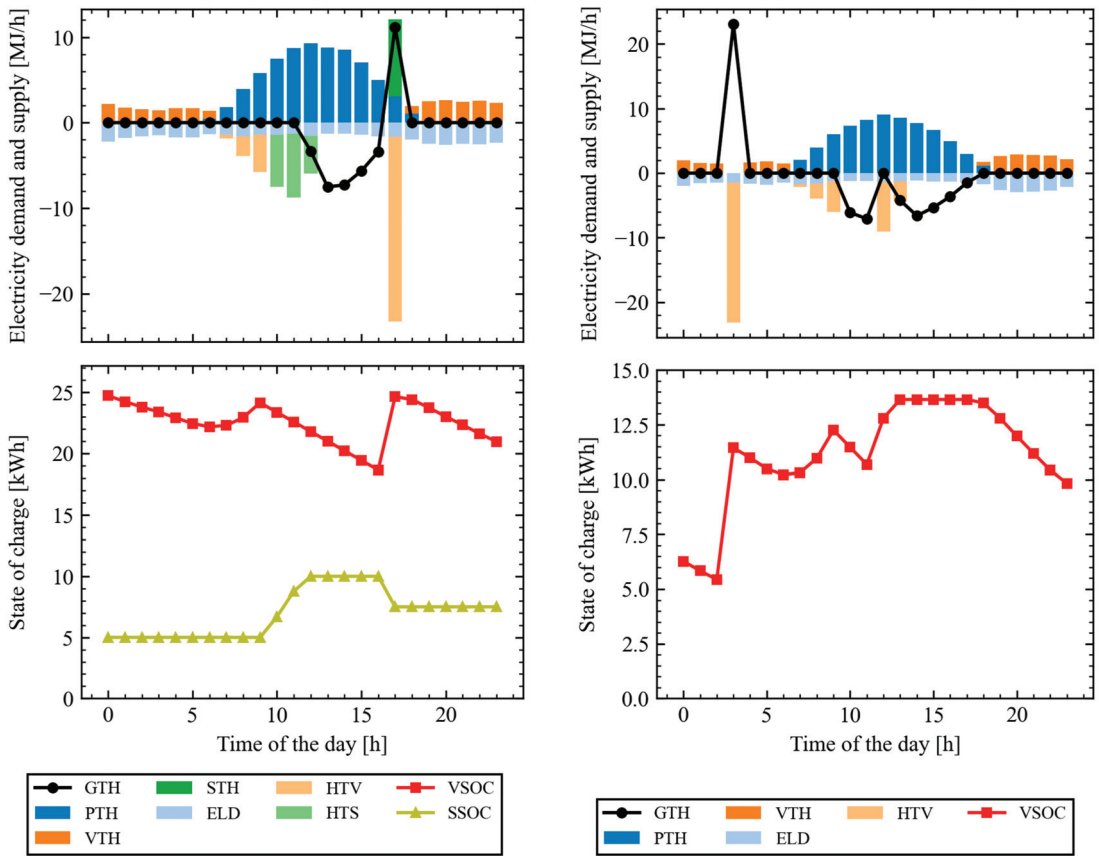 Electricity demand and supply [MJ/h]
10
0
−10
−20
Electricity demand and supply [MJ/h]
20
10
0
−10
−20
State of charge [kWh]
25
20
15
10
5
0
0 5 10 15 20
Time of the day [h]
State of charge [kWh]
15.0
12.5
10.0
7.5
5.0
2.5
0.0
0 5 10 15 20
Time of the day [h]
GTH STH HTV VSOC
PTH ELD HTS SSOC
VTH
GTH VTH HTV VSOC
PTH ELD